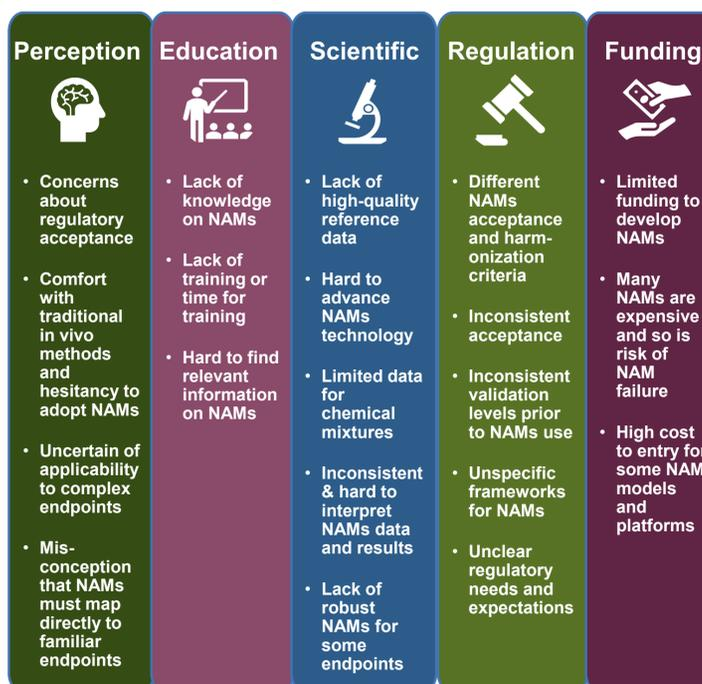 Perception
• Concerns
about
regulatory
acceptance
• Comfort
with
traditional
in vivo
methods
and
hesitancy to
adopt NAMs
• Uncertain of
applicability
to complex
endpoints
• Mis-
conception
that NAMs
must map
directly to
familiar
endpoints
Education
• Lack of
knowledge
on NAMs
• Lack of
training or
time for
training
• Hard to find
relevant
information
on NAMs
Scientific
• Lack of
high-quality
reference
data
• Hard to
advance
NAMs
technology
• Limited data
for
chemical
mixtures
• Inconsistent
& hard to
interpret
NAMs data
and results
• Lack of
robust
NAMs for
some
endpoints
Regulation
• Different
NAMs
acceptance
and harm-
onization
criteria
• Inconsistent
acceptance
• Inconsistent
validation
levels prior
to NAMs use
• Unspecific
frameworks
for NAMs
• Unclear
regulatory
needs and
expectations
Funding
• Limited
funding to
develop
NAMs
• Many
NAMs are
expensive
and so is
risk of
NAM
failure
• High cost
to entry for
some NAM
models
and
platforms